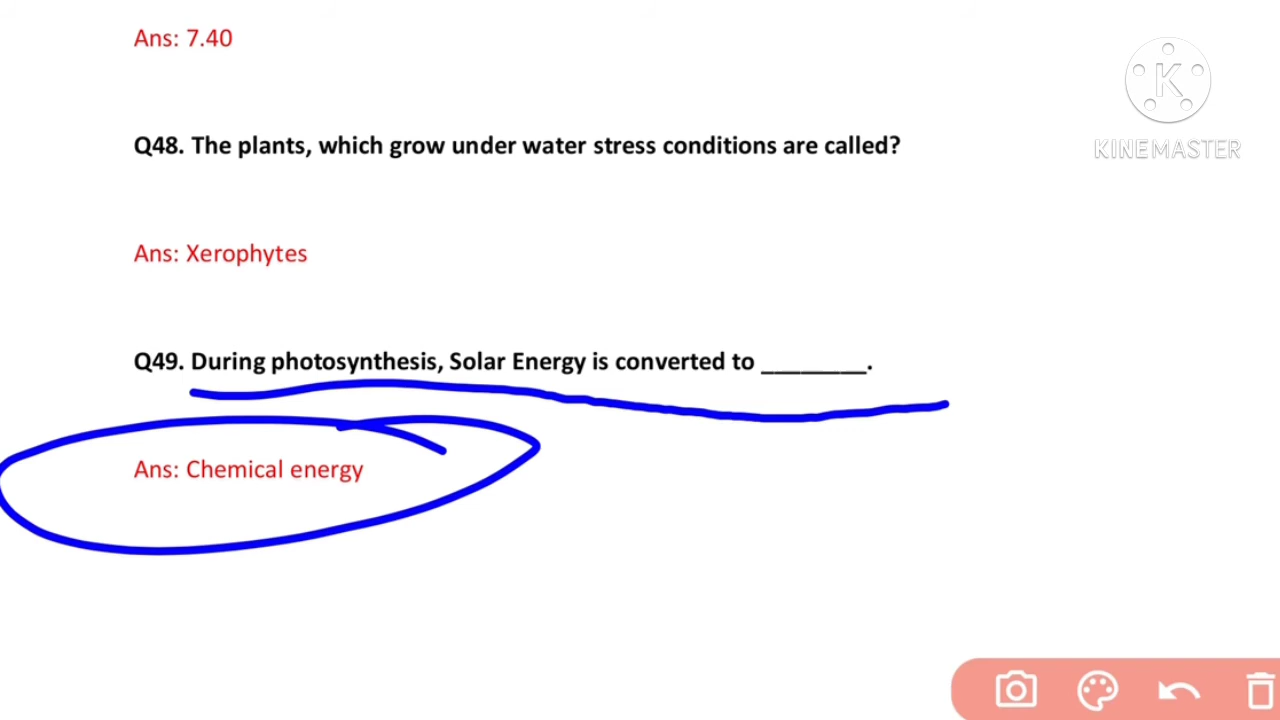 Ans: 7.40
K
KINEMASTER
Q48. The plants, which grow under water stress conditions are called?
Ans: Xerophytes
Q49. During photosynthesis, Solar Energy is converted to ________.
Ans: Chemical energy